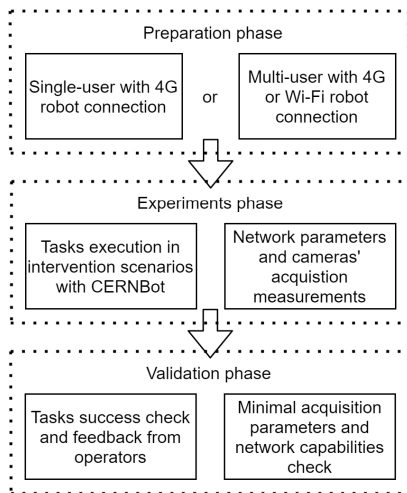 Preparation phase
Single-user with 4G
robot connection
or
Multi-user with 4G
or Wi-Fi robot
connection
Experiments phase
Tasks execution in
intervention scenarios
with CERNBot
Network parameters
and cameras'
acquistion
measurements
Validation phase
Tasks success check
and feedback from
operators
Minimal acquisition
parameters and
network capabilities
check